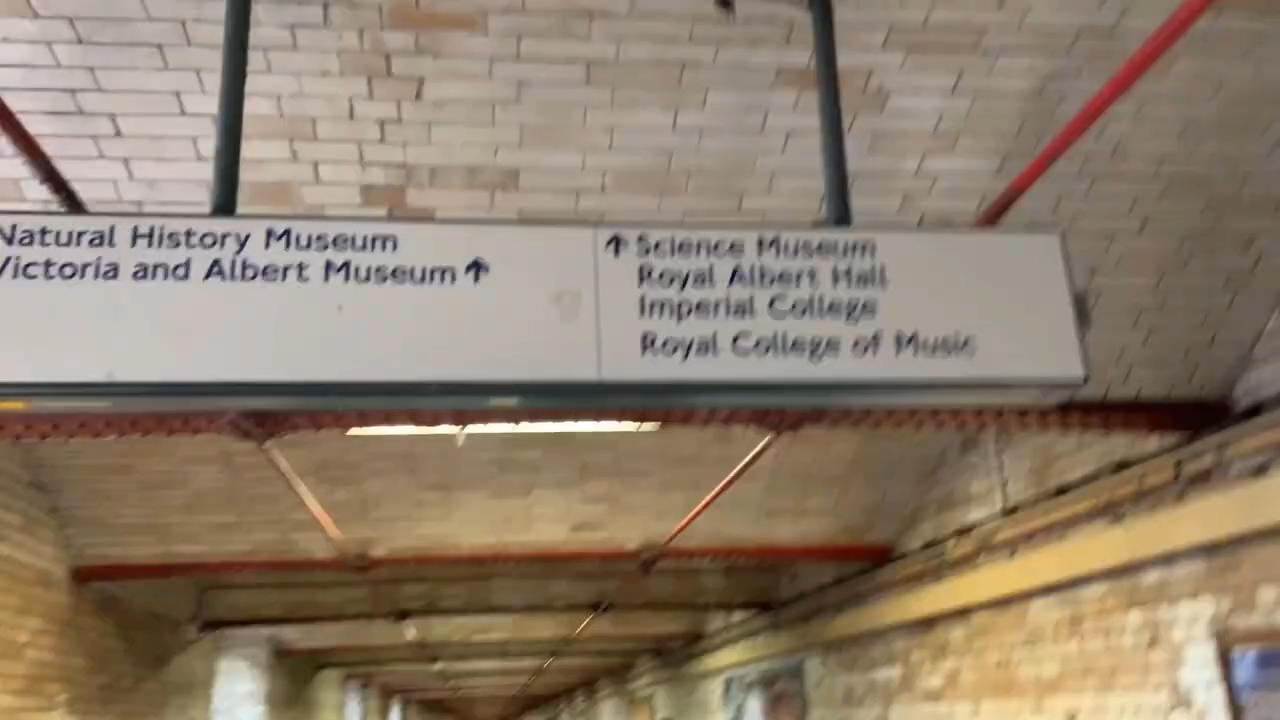 Natural History Museum
Victoria and Albert Museum ↑
↑ Science Museum
Royal Albert Hall
Imperial College
Royal College of Music